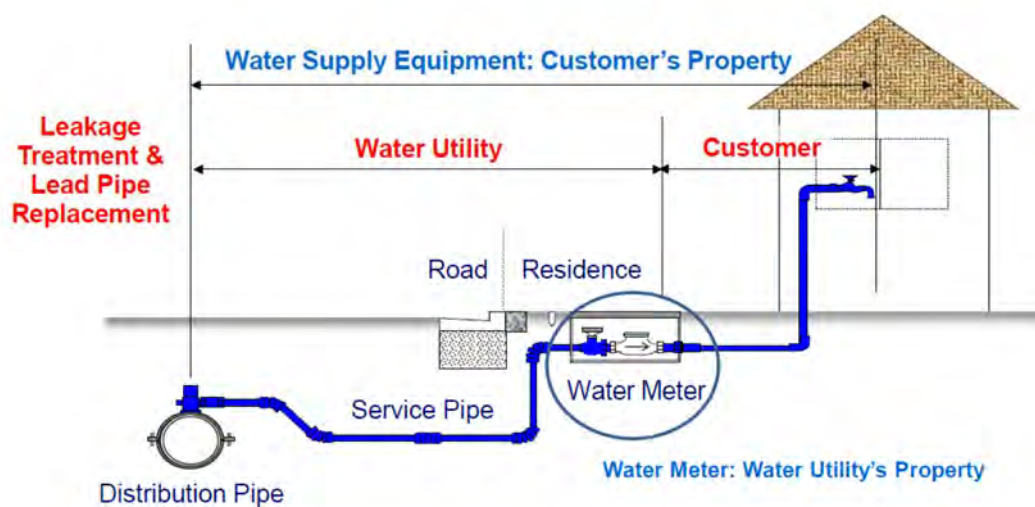 Water Supply Equipment: Customer's Property
Leakage
Treatment &
Lead Pipe
Replacement
Water Utility
Customer
Road
Residence
Water Meter
Service Pipe
Water Meter: Water Utility's Property
Distribution Pipe